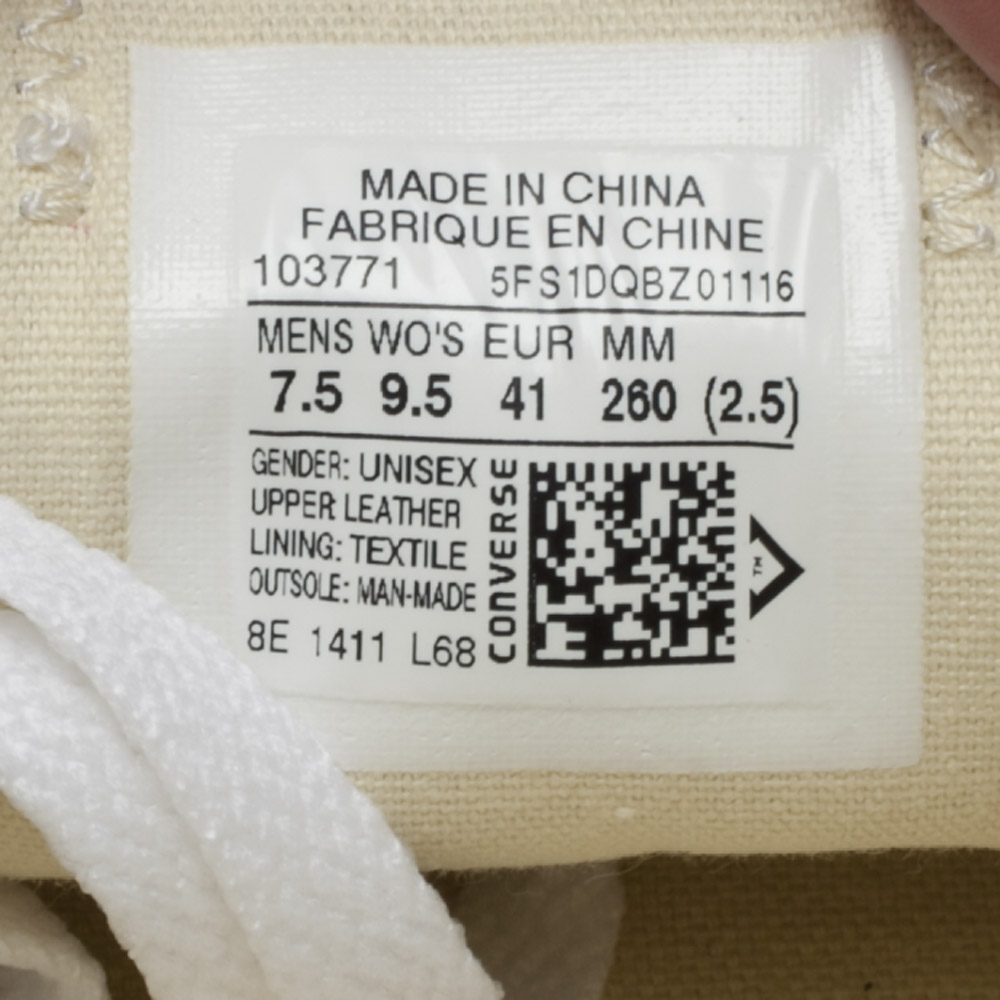 MADE IN CHINA
FABRIQUE EN CHINE
103771 5FS1DQBZ01116
MENS WO'S EUR MM
7.5 9.5 41 260 (2.5)
GENDER: UNISEX
UPPER LEATHER
LINING: TEXTILE
OUTSOLE: MAN-MADE
8E 1411 L68
CONVERSE
TM